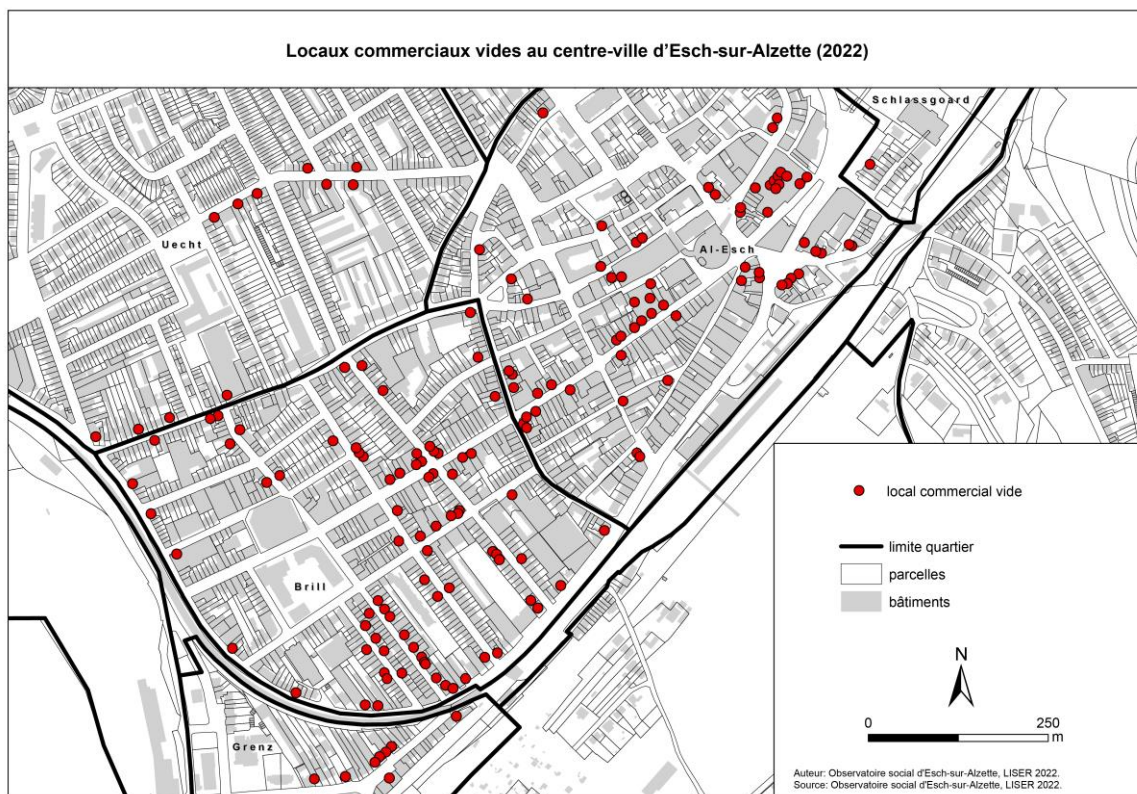 Locaux commerciaux vides au centre-ville d'Esch-sur-Alzette (2022)
Schlassgoard
Uecht
Al-Esch
local commercial vide
limite quartier
Brill
parcelles
bâtiments
N
0 250
m
Grenz
Auteur: Observatoire social d'Esch-sur-Alzette, LISER 2022.
Source: Observatoire social d'Esch-sur-Alzette, LISER 2022.